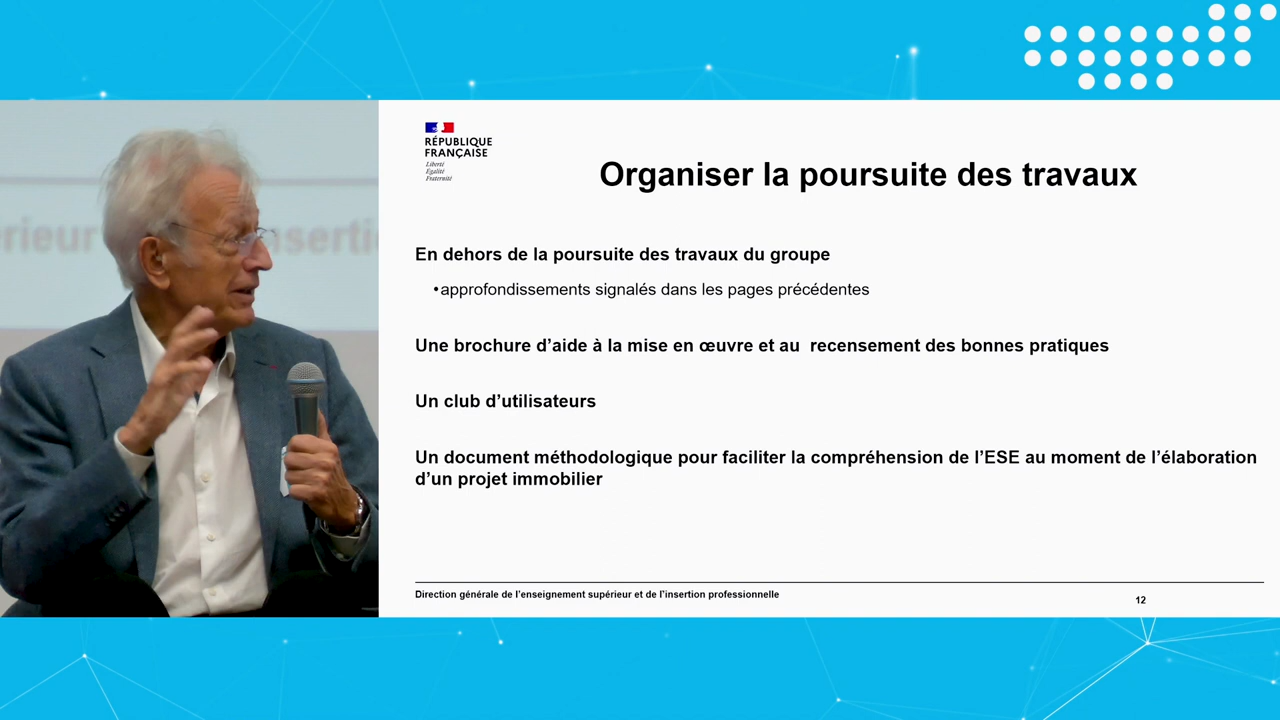 RÉPUBLIQUE
FRANÇAISE
Liberté
Égalité
Fraternité
Organiser la poursuite des travaux
En dehors de la poursuite des travaux du groupe
•approfondissements signalés dans les pages précédentes
Une brochure d’aide à la mise en œuvre et au  recensement des bonnes pratiques
Un club d’utilisateurs
Un document méthodologique pour faciliter la compréhension de l’ESE au moment de l’élaboration
d’un projet immobilier
Direction générale de l’enseignement supérieur et de l’insertion professionnelle
12